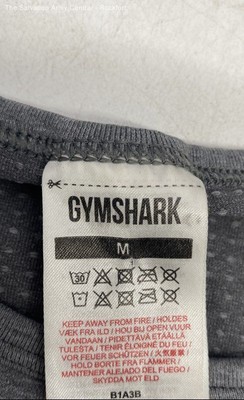 GYMSHARK
M
30
KEEP AWAY FROM FIRE / HOLDES
VÆK FRA ILD / HOU BIJ OPEN VUUR
VANDAAN / PIDETTÄVÄ ETÄÄLLÄ
TULESTA / TENIR ÉLOIGNÉ DU FEU /
VOR FEUER SCHÜTZEN / 火気厳禁 /
HOLD BORTE FRA FLAMMER /
MANTENER ALEJADO DEL FUEGO /
SKYDDA MOT ELD
B1A3B